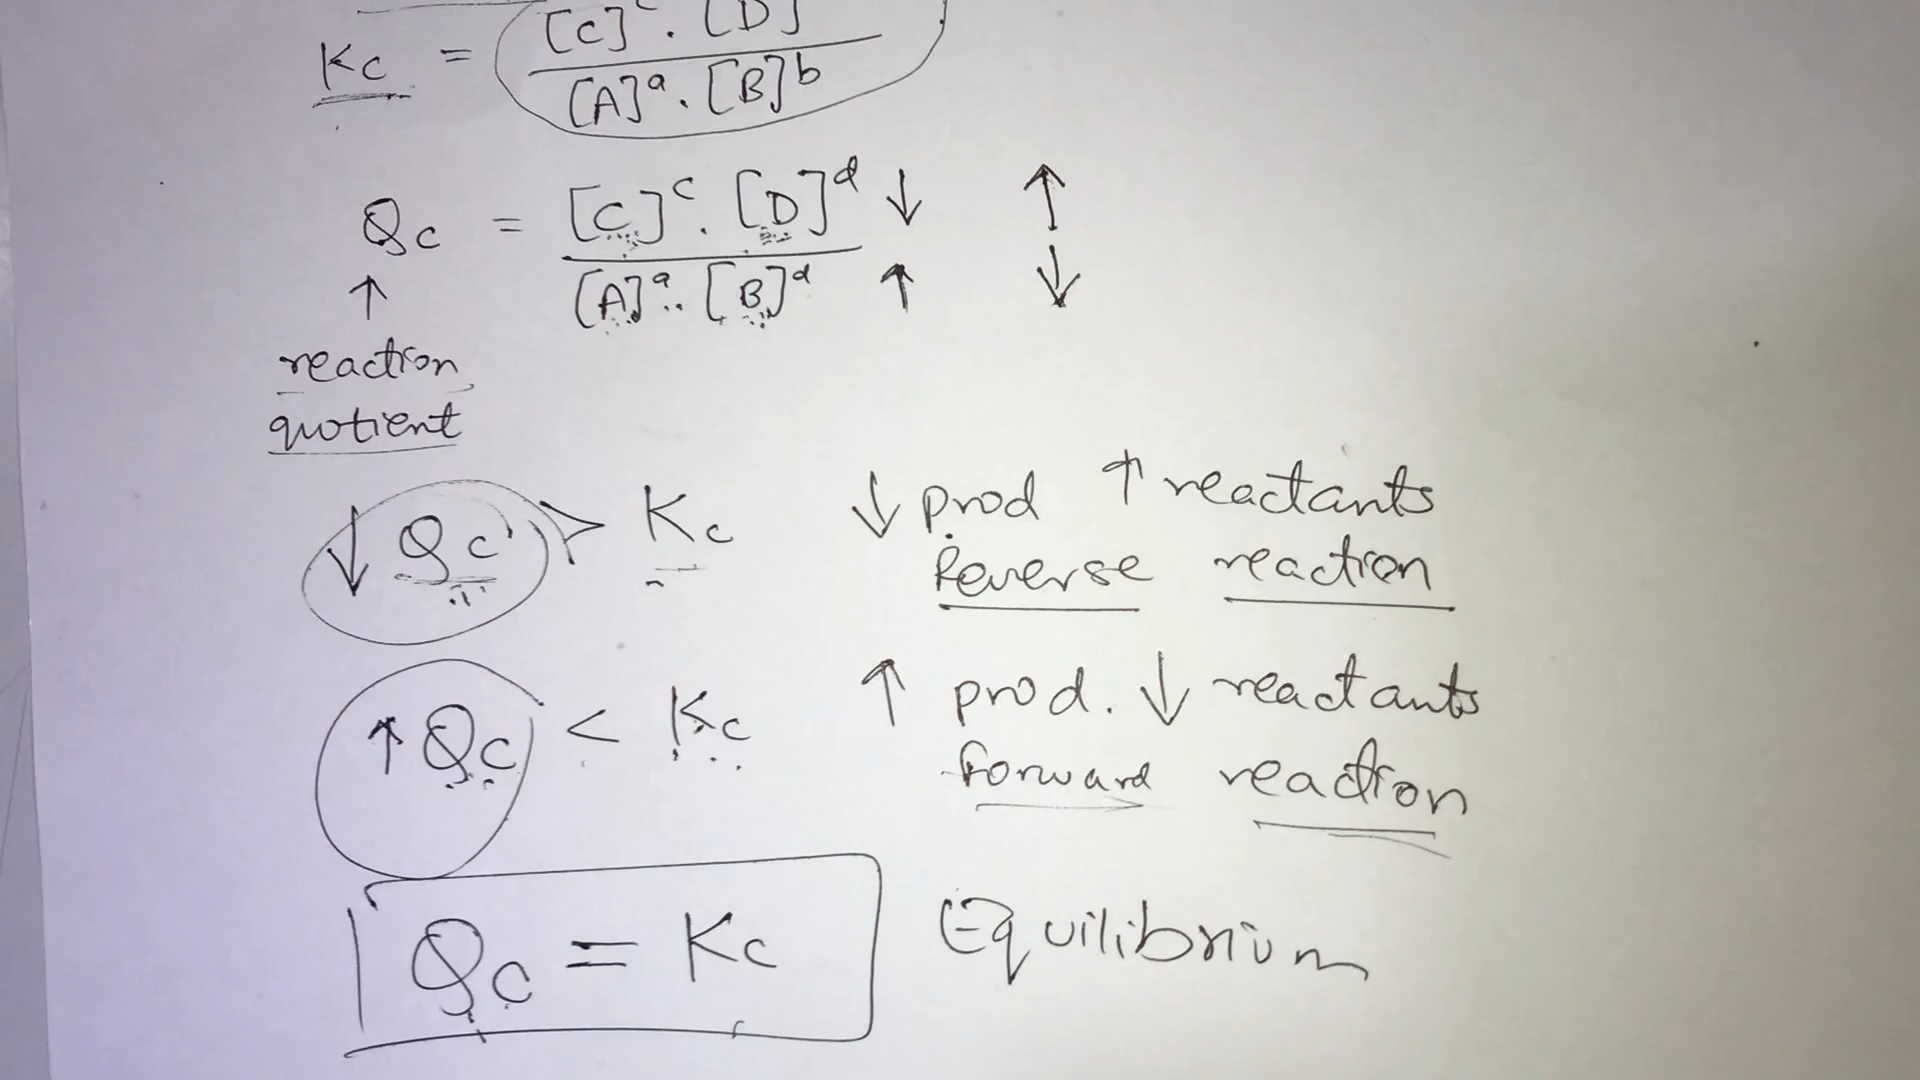 Kc = [C]ᶜ . [D] / [A]ᵃ . [B]ᵇ
Qc = [C]ᶜ . [D]ᵈ / [A]ᵃ . [B]ᵈ ↓ ↑ ↑ ↓
↑
reaction
quotient
↓ Qc > Kc ↓ prod ↑ reactants
Reverse reaction
↑ Qc < Kc ↑ prod. ↓ reactants
forward reaction
Qc = Kc Equilibrium